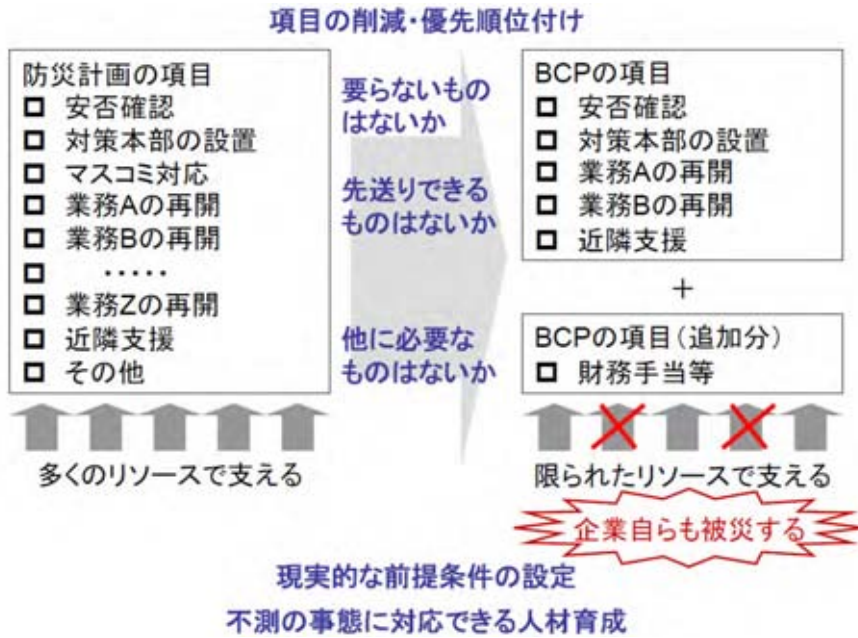 項目の削減・優先順位付け
防災計画の項目
安否確認
対策本部の設置
マスコミ対応
業務Aの再開
業務Bの再開
・・・・・
業務Zの再開
近隣支援
その他
多くのリソースで支える
要らないもの
はないか
先送りできる
ものはないか
他に必要な
ものはないか
BCPの項目
安否確認
対策本部の設置
業務Aの再開
業務Bの再開
近隣支援
+
BCPの項目(追加分)
財務手当等
限られたリソースで支える
企業自らも被災する
現実的な前提条件の設定
不測の事態に対応できる人材育成